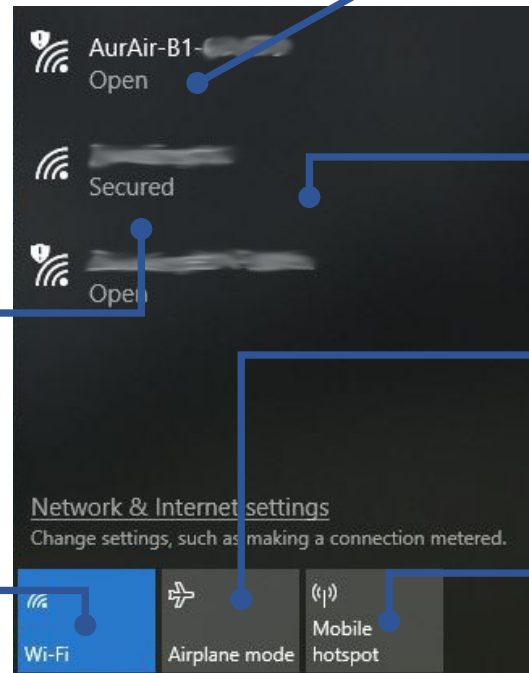 AurAir-B1-
Open
Secured
Open
Network & Internet settings
Change settings, such as making a connection metered.
Wi-Fi
Airplane mode
Mobile
hotspot